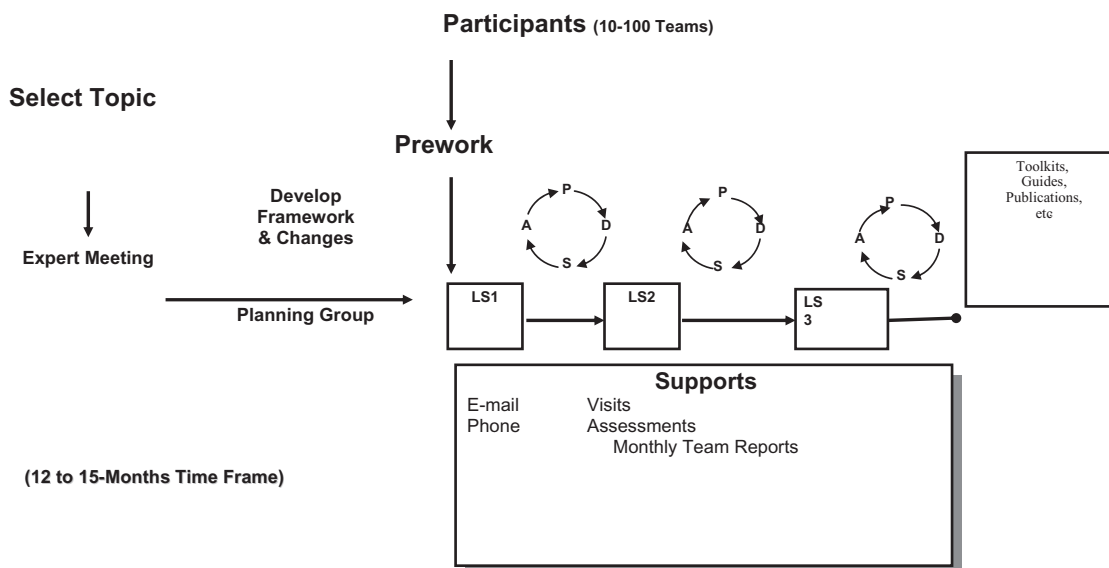 Participants (10-100 Teams)
Select Topic
Prework
Develop
Framework
& Changes
Expert Meeting
Planning Group
P
A D
S
P
A D
S
P
A D
S
Toolkits,
Guides,
Publications,
etc
LS1
LS2
LS
3
Supports
E-mail Visits
Phone Assessments
Monthly Team Reports
(12 to 15-Months Time Frame)